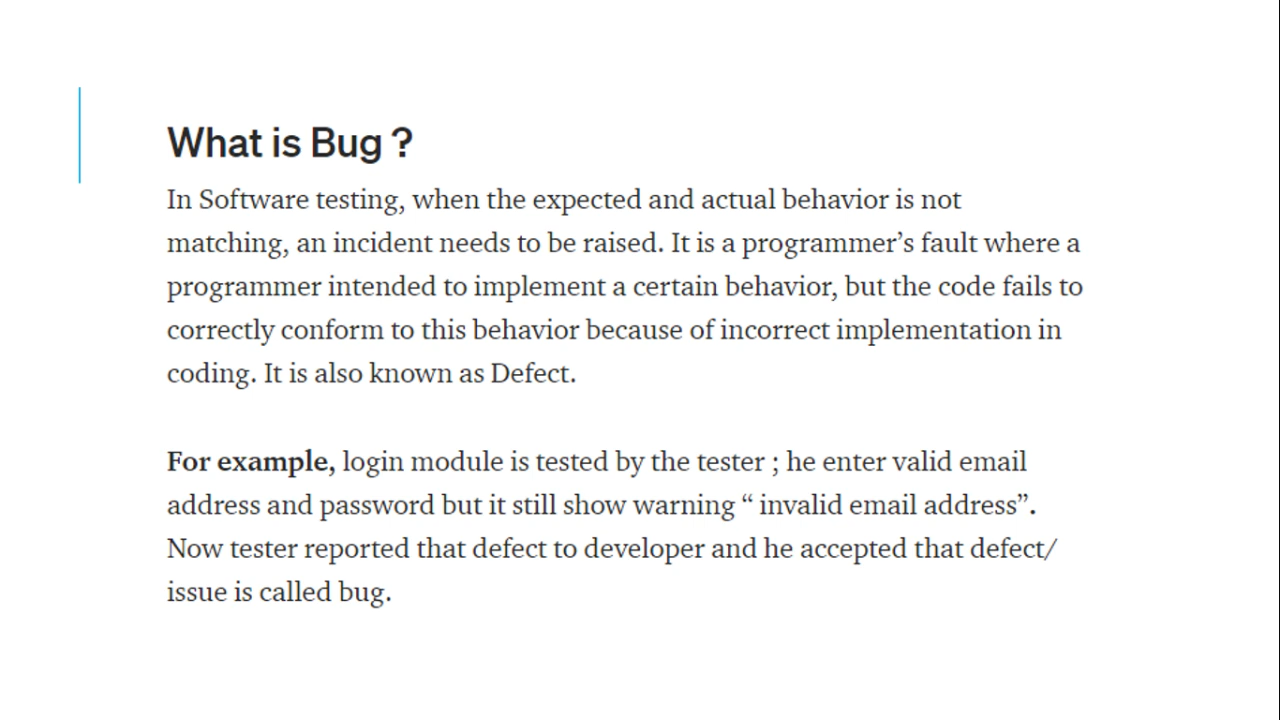 What is Bug ?
In Software testing, when the expected and actual behavior is not
matching, an incident needs to be raised. It is a programmer’s fault where a
programmer intended to implement a certain behavior, but the code fails to
correctly conform to this behavior because of incorrect implementation in
coding. It is also known as Defect.
For example, login module is tested by the tester ; he enter valid email
address and password but it still show warning “ invalid email address”.
Now tester reported that defect to developer and he accepted that defect/
issue is called bug.